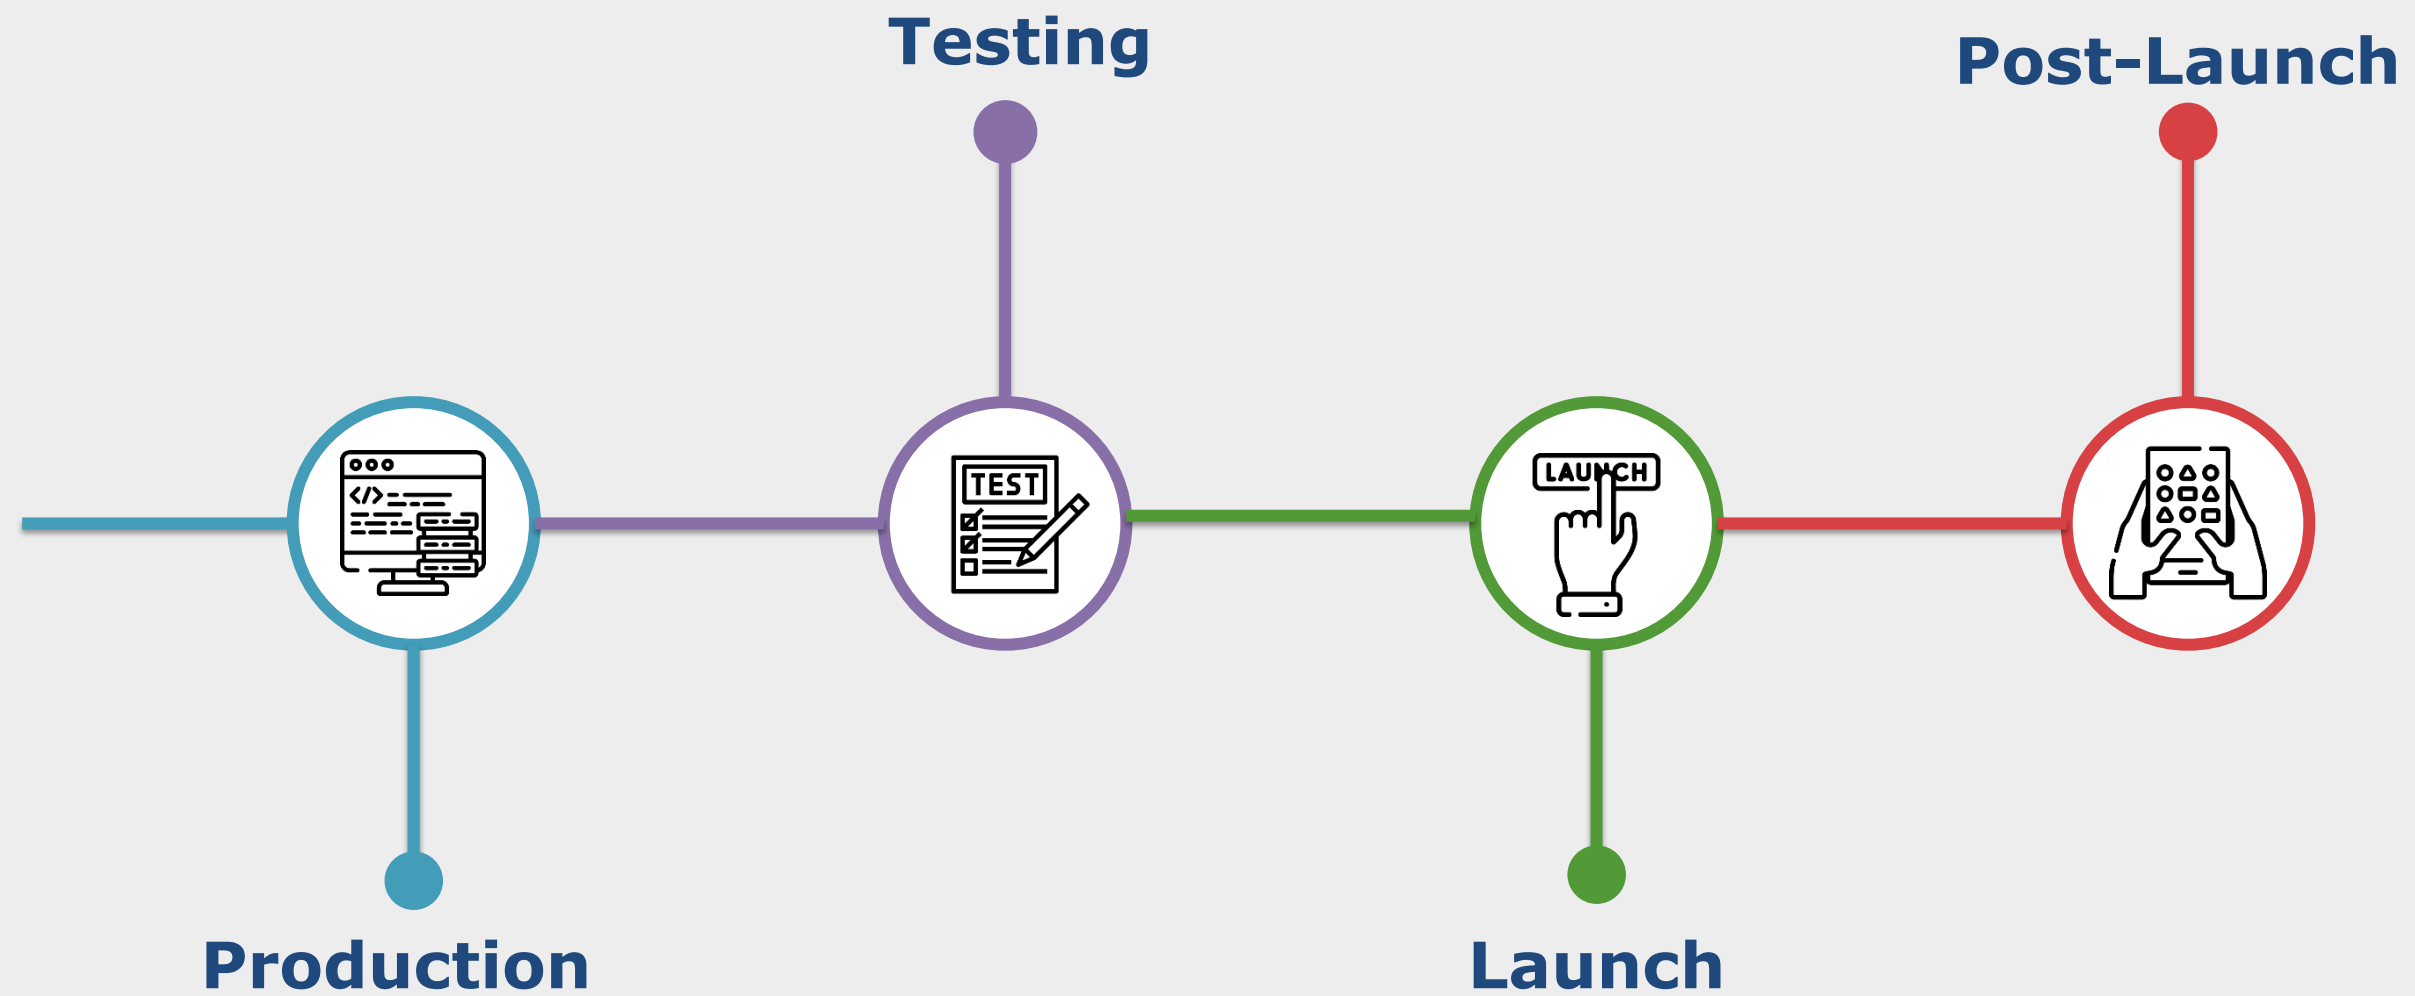 Testing
Post-Launch
</>
TEST
LAUNCH
Production
Launch